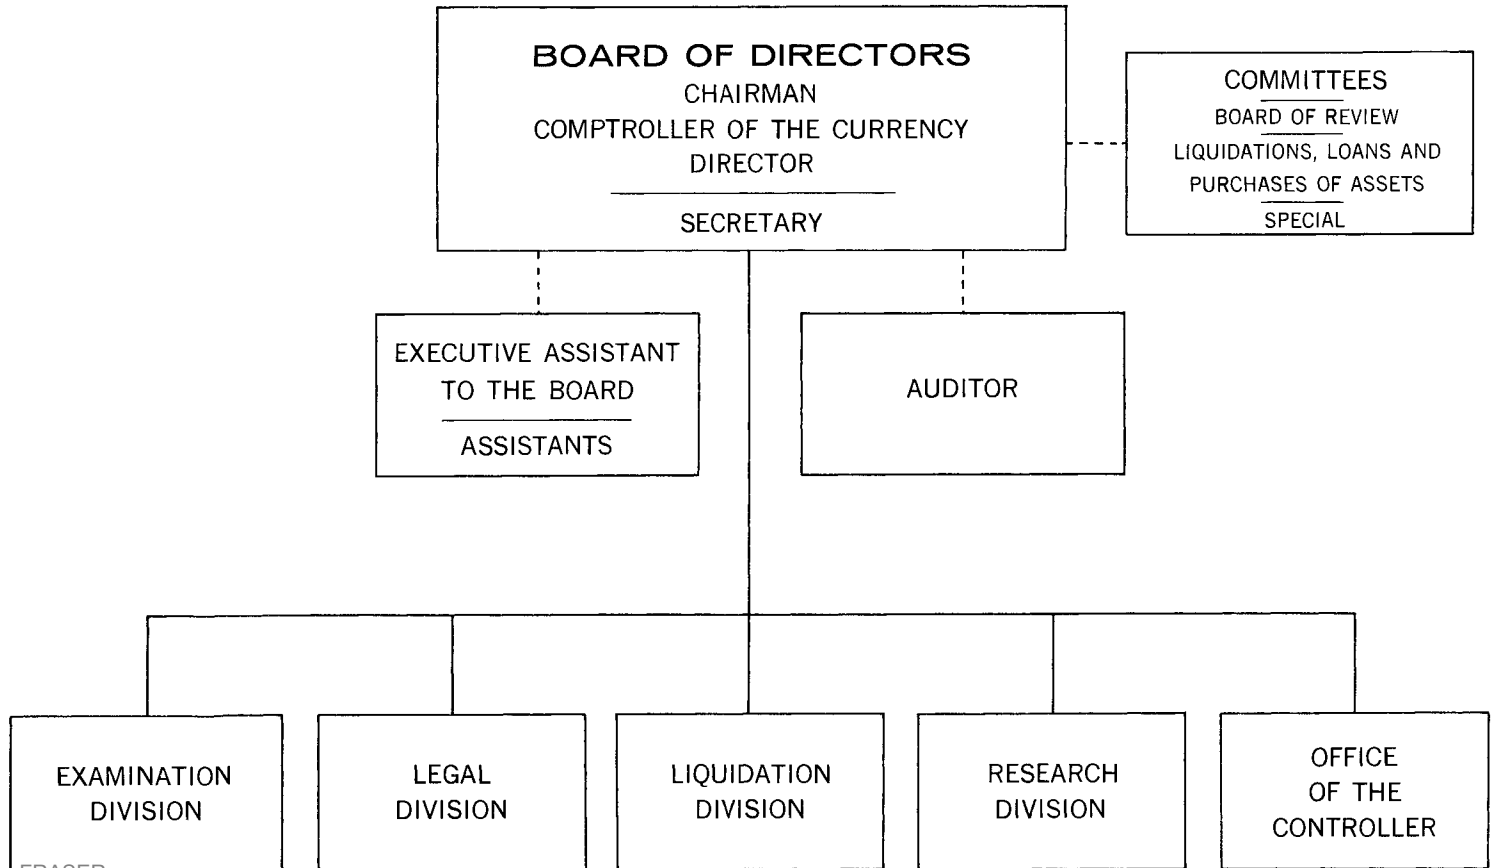 BOARD OF DIRECTORS
CHAIRMAN
COMPTROLLER OF THE CURRENCY
DIRECTOR
SECRETARY
COMMITTEES
BOARD OF REVIEW
LIQUIDATIONS, LOANS AND
PURCHASES OF ASSETS
SPECIAL
EXECUTIVE ASSISTANT
TO THE BOARD
ASSISTANTS
AUDITOR
EXAMINATION
DIVISION
LEGAL
DIVISION
LIQUIDATION
DIVISION
RESEARCH
DIVISION
OFFICE
OF THE
CONTROLLER
FRASER